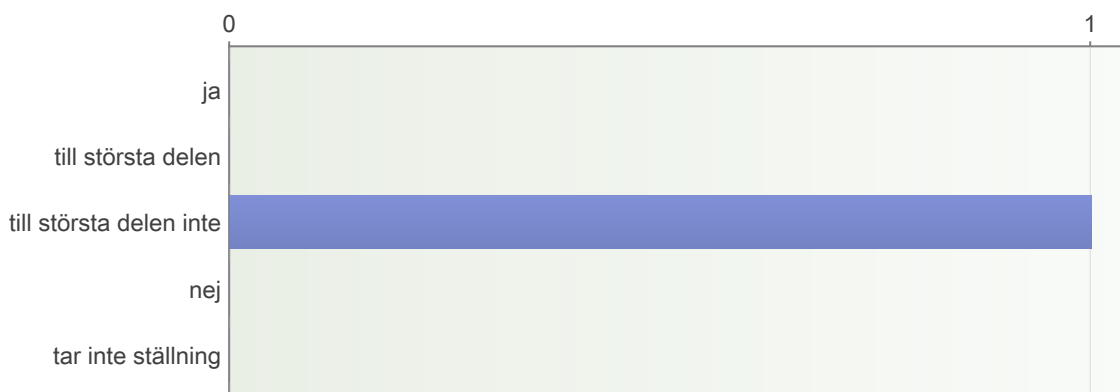 0 1
ja
till största delen
till största delen inte
nej
tar inte ställning